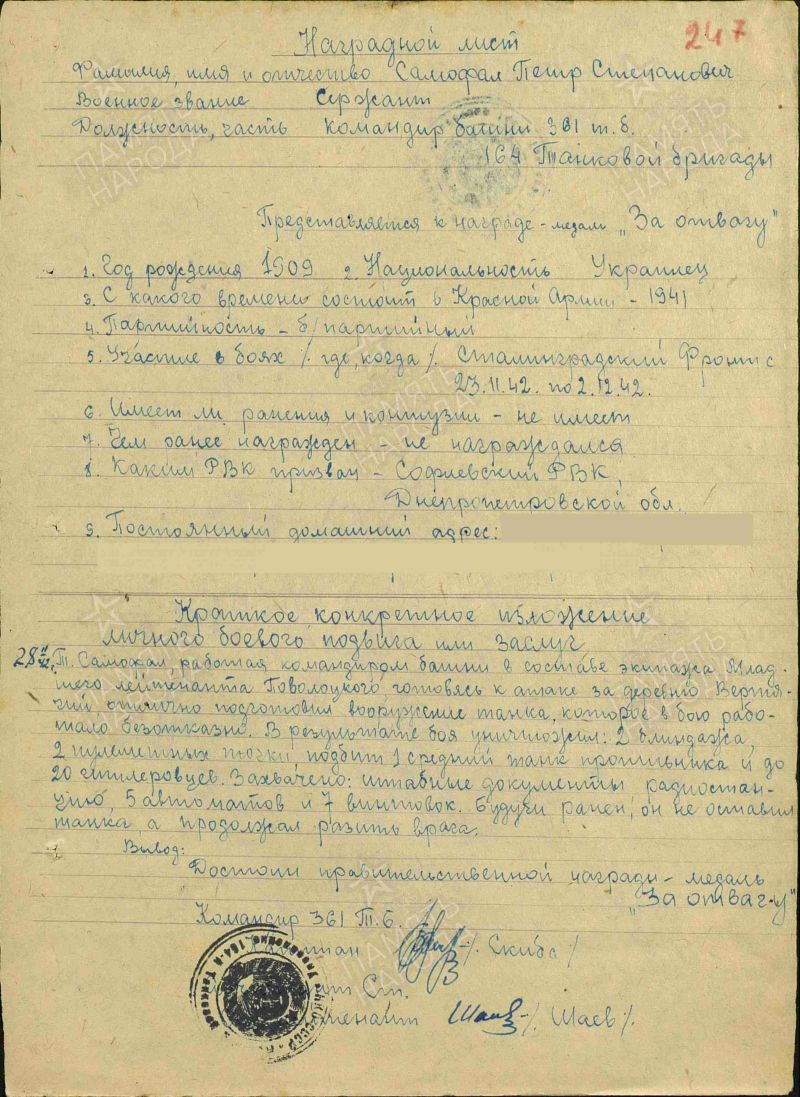 247
Наградной лист
Фамилия, имя и отчество Самофал Петр Степанович
Военное звание Сержант
Должность, часть командир башни 361 т.б.
164 Танковой бригады
Представляется к награде - медаль „За отвагу"
1. Год рождения 1909 2. Национальность Украинец
3. С какого времени состоит в Красной Армии - 1941
4. Партийность - б/партийный
5. Участие в боях /. где, когда /. Сталинградский Фронт с
23.11.42. по 2.12.42.
6. Имеет ли ранения и контузии - не имеет
7. Чем ранее награжден - не награждался
8. Каким РВК призван - Софиевский РВК,
Днепропетровской обл.
9. Постоянный домашний адрес:
Краткое конкретное изложение
личного боевого подвига или заслуг
28 Т. Самофал, работая командиром башни в составе экипажа Млад-
шего лейтенанта Поволоцкого, готовясь к атаке за деревню Вертя-
чий отлично подготовил вооружение танка, которое в бою рабо-
тало безотказно. В результате боя уничтожил: 2 блиндажа,
2 пулеметных точки подбит 1 средний танк противника и до
20 гитлеровцев. Захвачено: штабные документы радиостан-
цию, 5 автоматов и 7 винтовок. Будучи ранен, он не оставил
танка, а продолжал разить врага.
Вывод:
Достоин правительственной награды - медаль
"За отвагу"
Командир 361 Т.Б.
/. Скиба /.
Ст.
/. Шаев /.
ПАМЯТЬ НАРОДА